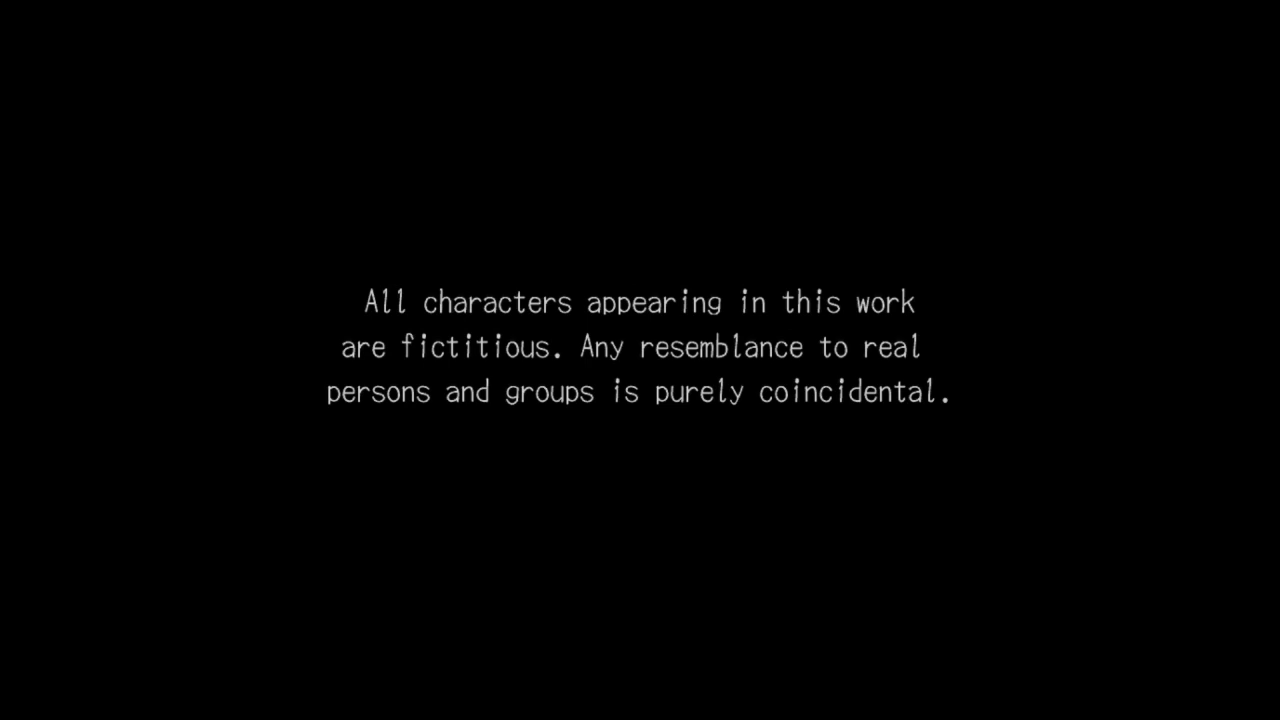 All characters appearing in this work
are fictitious. Any resemblance to real
persons and groups is purely coincidental.